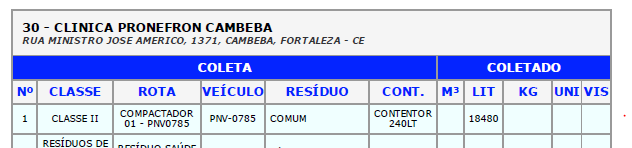 30 - CLINICA PRONEFRON CAMBEBA
RUA MINISTRO JOSE AMERICO, 1371, CAMBEBA, FORTALEZA - CE
COLETA COLETADO
Nº CLASSE ROTA VEÍCULO RESÍDUO CONT. M³ LIT KG UNI VIS
1 CLASSE II COMPACTADOR 01 - PNV0785 PNV-0785 COMUM CONTENTOR 240LT 18480
RESÍDUOS DE RESÍDUO SAÚDE